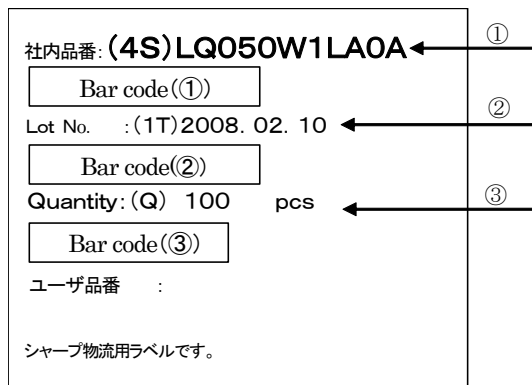 社内品番:(4S)LQ050W1LA0A ①
Bar code(①)
Lot No. :(1T)2008. 02. 10 ②
Bar code(②)
Quantity:(Q) 100 pcs ③
Bar code(③)
ユーザ品番 :
シャープ物流用ラベルです。